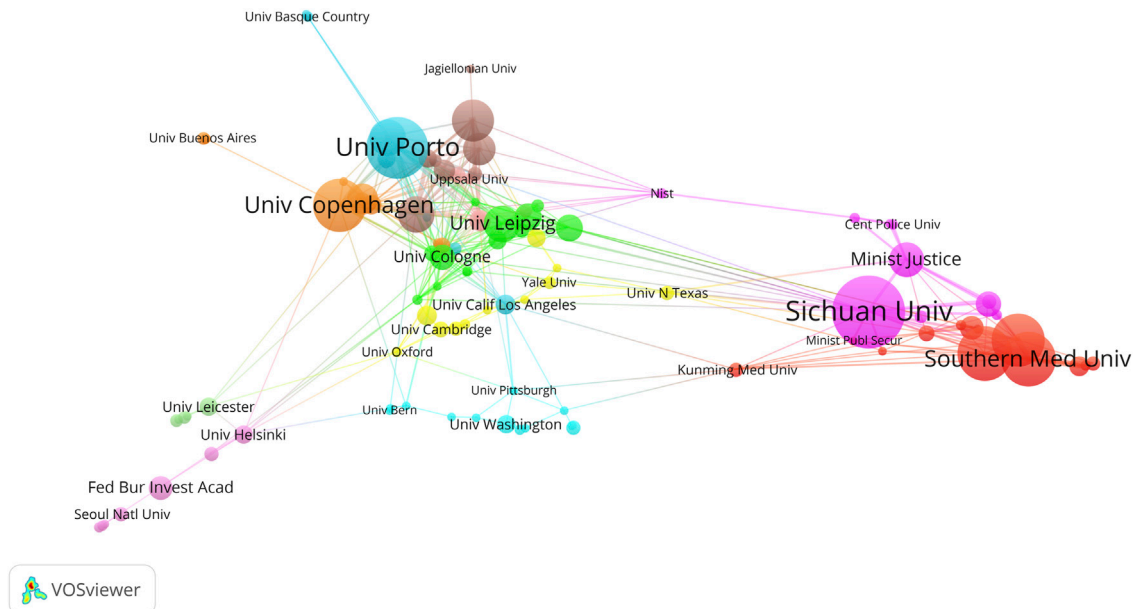 Univ Basque Country
Jagiellonian Univ
Univ Buenos Aires
Univ Porto
Uppsala Univ
Nist
Univ Copenhagen
Univ Leipzig
Cent Police Univ
Univ Cologne
Minist Justice
Yale Univ
Univ N Texas
Univ Calif Los Angeles
Sichuan Univ
Univ Cambridge
Minist Publ Secur
Univ Oxford
Southern Med Univ
Kunming Med Univ
Univ Pittsburgh
Univ Leicester
Univ Bern
Univ Washington
Univ Helsinki
Fed Bur Invest Acad
Seoul Natl Univ
VOSviewer